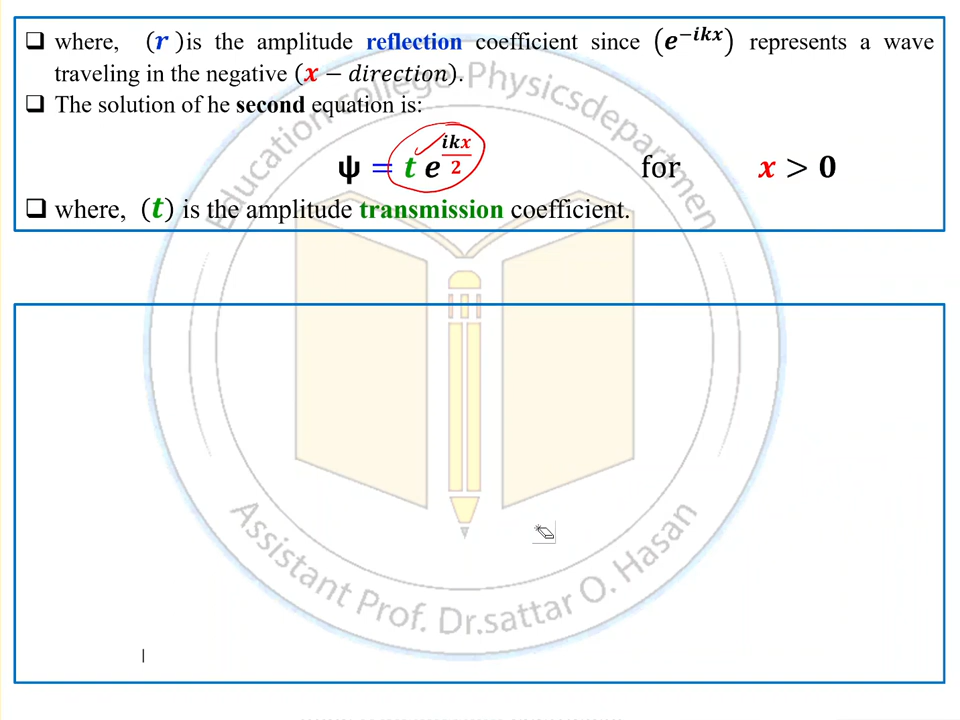 ❑ where, (r )is the amplitude reflection coefficient since (e^{-ikx}) represents a wave
traveling in the negative (x − direction).
❑ The solution of he second equation is:
ψ = t e^{ikx/2} for x > 0
❑ where, (t) is the amplitude transmission coefficient.
Education college Physicsdepartmen
Assistant Prof. Dr.sattar O. Hasan